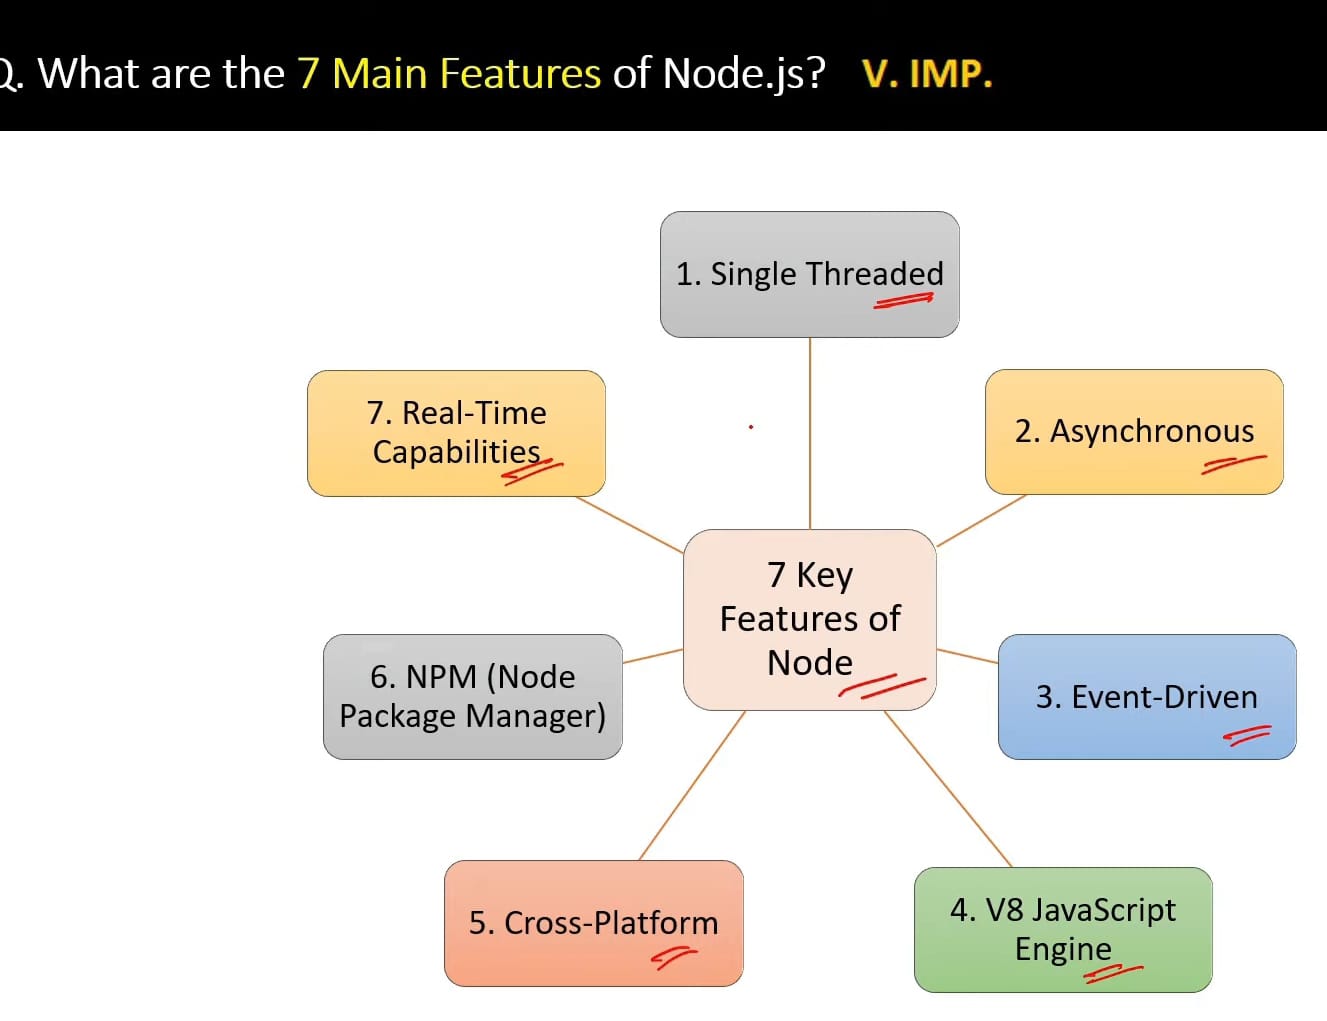 Q. What are the 7 Main Features of Node.js? V. IMP.
1. Single Threaded
7. Real-Time
Capabilities
2. Asynchronous
7 Key
Features of
Node
6. NPM (Node
Package Manager)
3. Event-Driven
5. Cross-Platform
4. V8 JavaScript
Engine